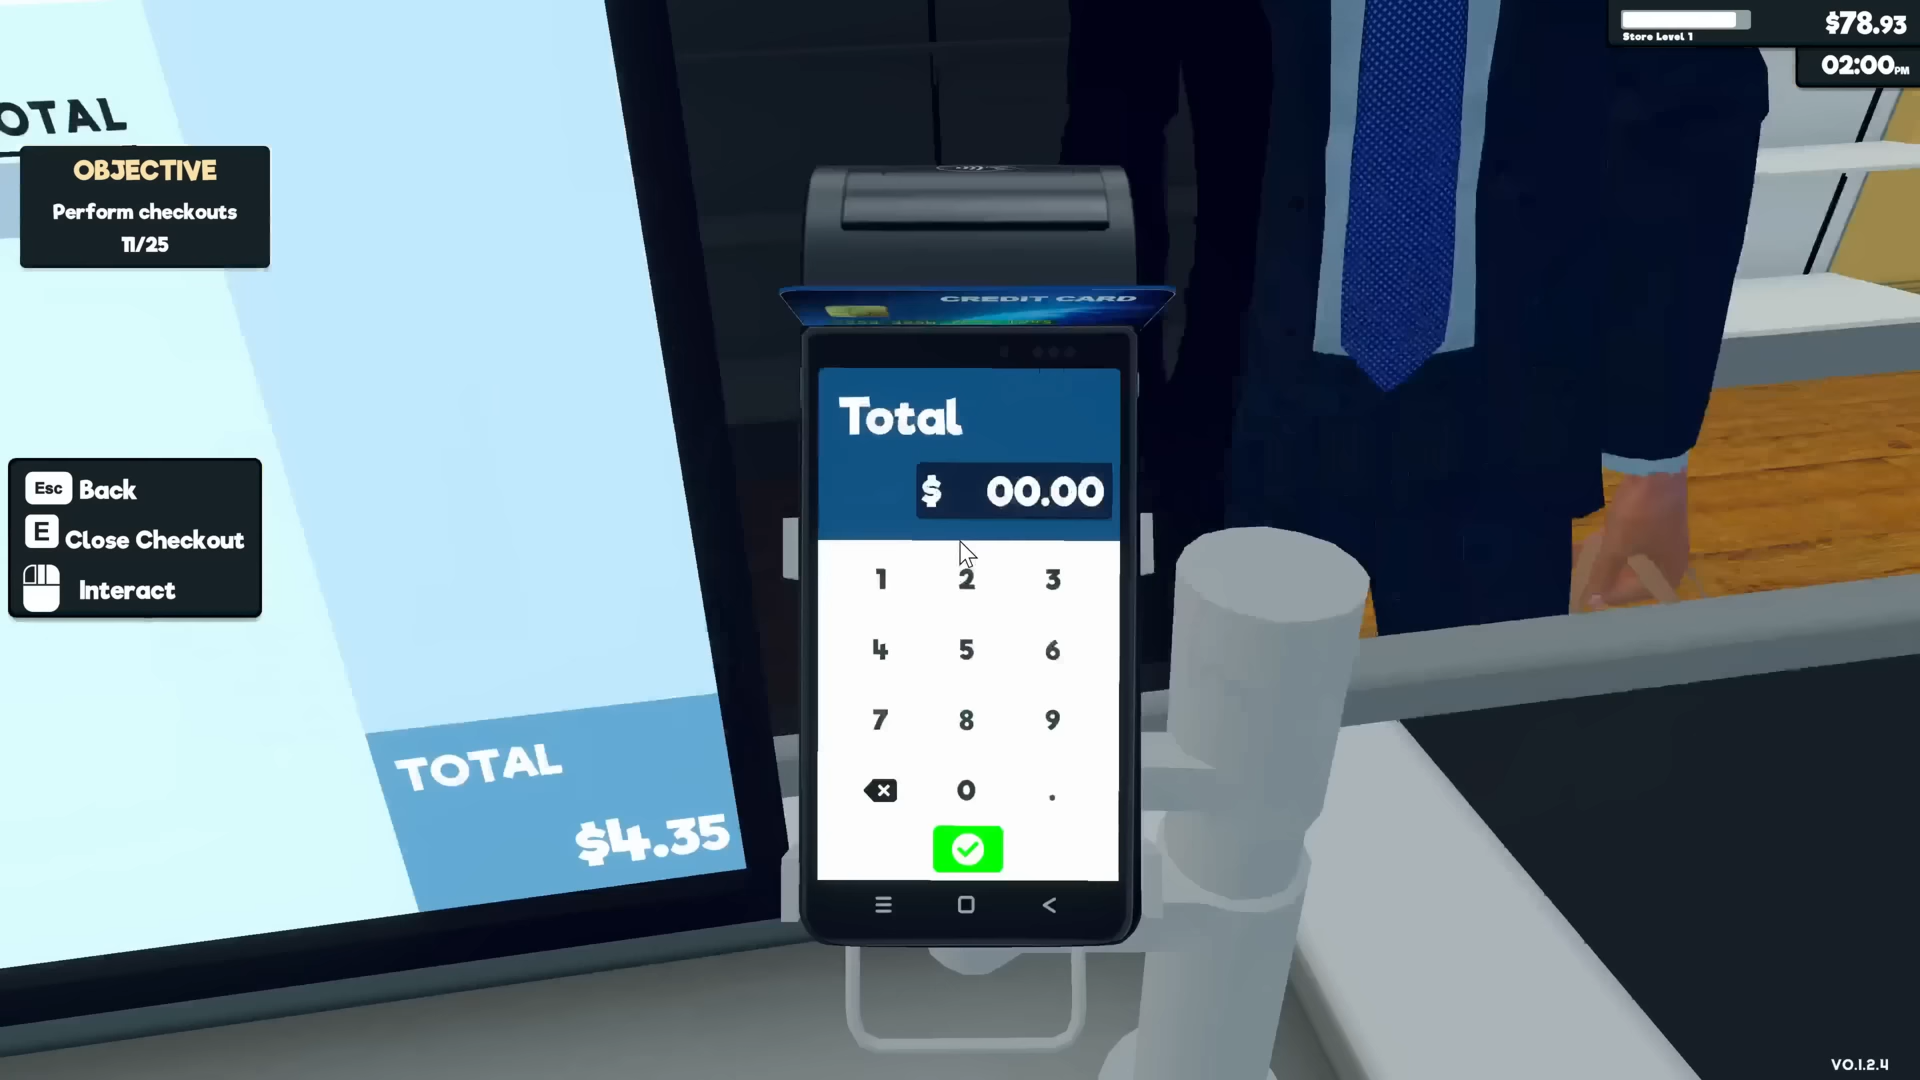 $78.93
Store Level 1
02:00PM
OTAL
OBJECTIVE
Perform checkouts
11/25
CREDIT CARD
Total
$ 00.00
Esc Back
E Close Checkout
Interact
1 2 3
4 5 6
7 8 9
0 .
TOTAL
$4.35
V0.1.2.4